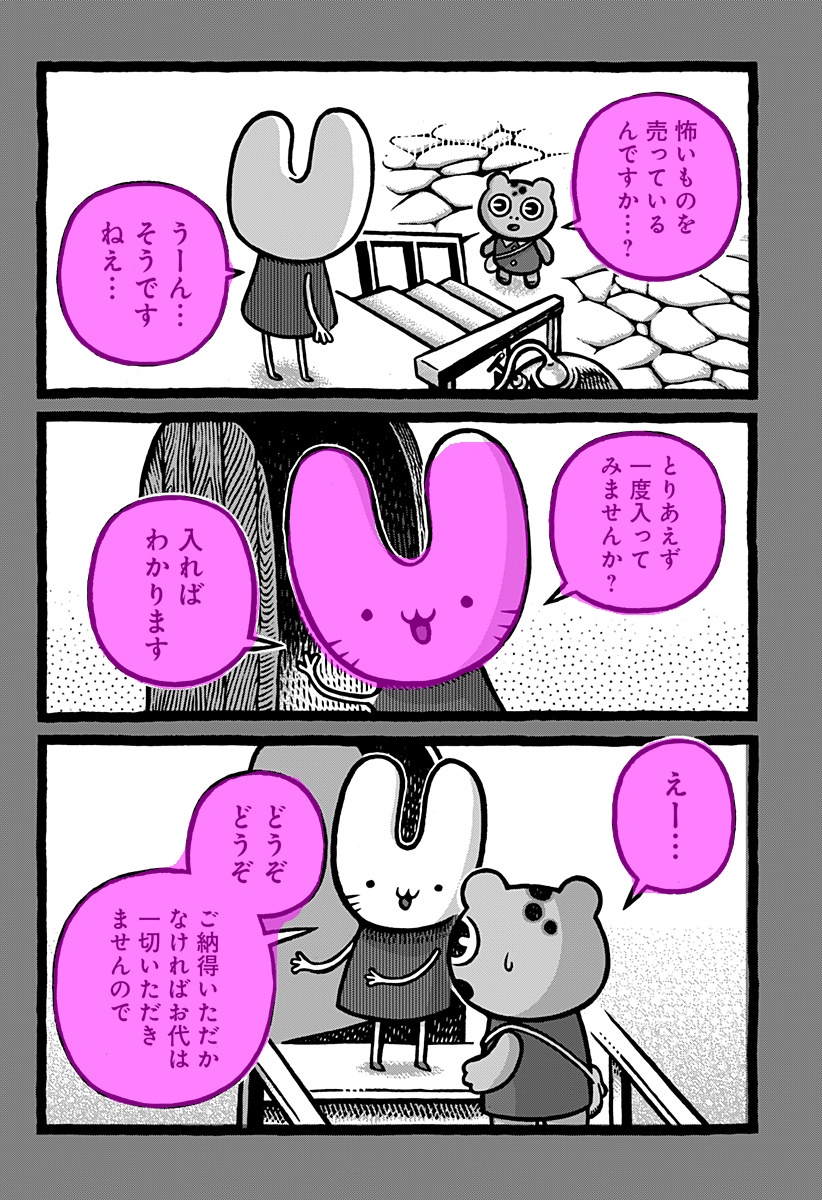 怖いものを
売っている
んですか…?
うーん…
そうです
ねえ…
とりあえず
一度入って
みませんか?
入れば
わかります
えー…
どうぞ
どうぞ
ご納得いただか
なければお代は
一切いただき
ませんので